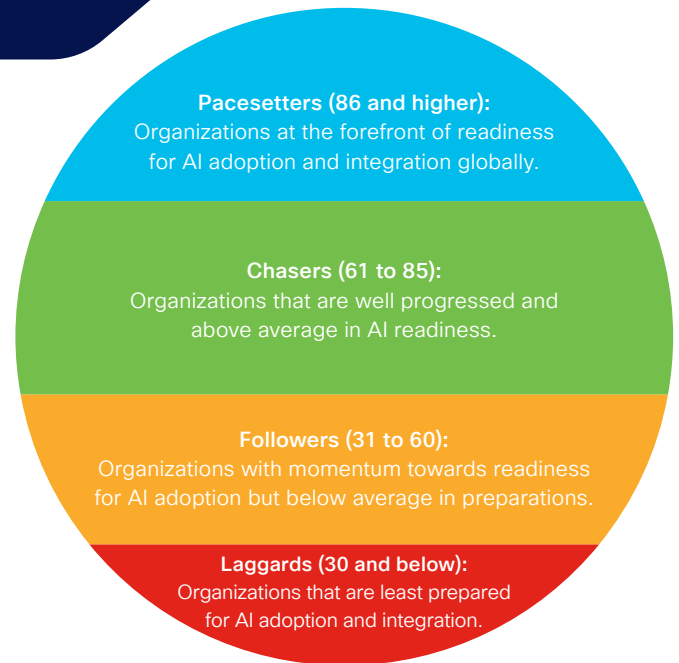 Pacesetters (86 and higher):
Organizations at the forefront of readiness
for AI adoption and integration globally.
Chasers (61 to 85):
Organizations that are well progressed and
above average in AI readiness.
Followers (31 to 60):
Organizations with momentum towards readiness
for AI adoption but below average in preparations.
Laggards (30 and below):
Organizations that are least prepared
for AI adoption and integration.